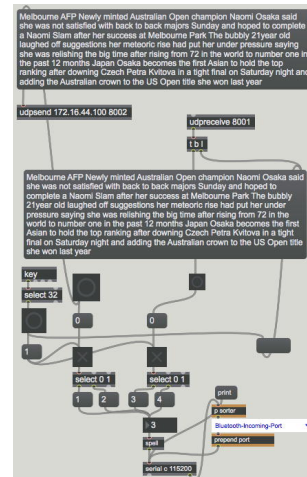 Melbourne AFP Newly minted Australian Open champion Naomi Osaka said
she was not satisfied with back to back majors Sunday and hoped to complete
a Naomi Slam after her success at Melbourne Park The bubbly 21year old
laughed off suggestions her meteoric rise had put her under pressure saying
she was relishing the big time after rising from 72 in the world to number one in
the past 12 months Japan Osaka becomes the first Asian to hold the top
ranking after downing Czech Petra Kvitova in a tight final on Saturday night and
adding the Australian crown to the US Open title she won last year
udpsend 172.16.44.100 8002
udpreceive 8001
t b l
Melbourne AFP Newly minted Australian Open champion Naomi Osaka said
she was not satisfied with back to back majors Sunday and hoped to
complete a Naomi Slam after her success at Melbourne Park The bubbly
21year old laughed off suggestions her meteoric rise had put her under
pressure saying she was relishing the big time after rising from 72 in the
world to number one in the past 12 months Japan Osaka becomes the first
Asian to hold the top ranking after downing Czech Petra Kvitova in a tight
final on Saturday night and adding the Australian crown to the US Open title
she won last year
key
select 32
0
0
1
select 0 1
select 0 1
1
2
3
4
print
3
p sorter
spell
Bluetooth-Incoming-Port
prepend port
serial c 115200